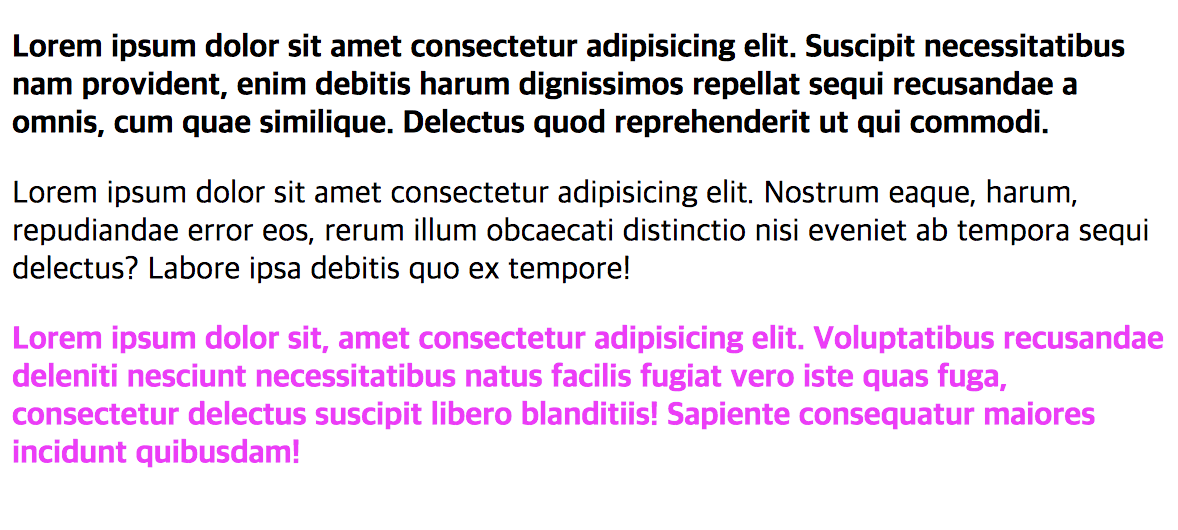 Lorem ipsum dolor sit amet consectetur adipisicing elit. Suscipit necessitatibus
nam provident, enim debitis harum dignissimos repellat sequi recusandae a
omnis, cum quae similique. Delectus quod reprehenderit ut qui commodi.
Lorem ipsum dolor sit amet consectetur adipisicing elit. Nostrum eaque, harum,
repudiandae error eos, rerum illum obcaecati distinctio nisi eveniet ab tempora sequi
delectus? Labore ipsa debitis quo ex tempore!
Lorem ipsum dolor sit, amet consectetur adipisicing elit. Voluptatibus recusandae
deleniti nesciunt necessitatibus natus facilis fugiat vero iste quas fuga,
consectetur delectus suscipit libero blanditiis! Sapiente consequatur maiores
incidunt quibusdam!